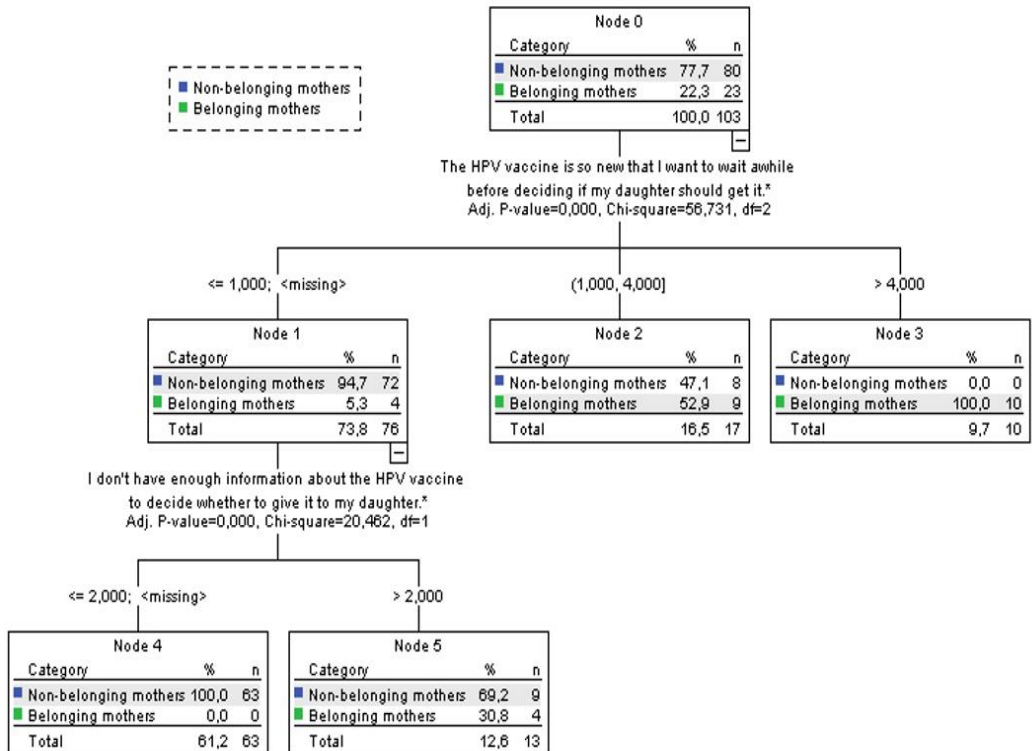 Node 0
Category % n
Non-belonging mothers 77,7 80
Belonging mothers 22,3 23
Total 100,0 103
Non-belonging mothers
Belonging mothers
The HPV vaccine is so new that I want to wait awhile
before deciding if my daughter should get it.*
Adj. P-value=0,000, Chi-square=56,731, df=2
<= 1,000; <missing>
(1,000, 4,000]
> 4,000
Node 1
Category % n
Non-belonging mothers 94,7 72
Belonging mothers 5,3 4
Total 73,8 76
Node 2
Category % n
Non-belonging mothers 47,1 8
Belonging mothers 52,9 9
Total 16,5 17
Node 3
Category % n
Non-belonging mothers 0,0 0
Belonging mothers 100,0 10
Total 9,7 10
I don't have enough information about the HPV vaccine
to decide whether to give it to my daughter.*
Adj. P-value=0,000, Chi-square=20,462, df=1
<= 2,000; <missing>
> 2,000
Node 4
Category % n
Non-belonging mothers 100,0 63
Belonging mothers 0,0 0
Total 61,2 63
Node 5
Category % n
Non-belonging mothers 69,2 9
Belonging mothers 30,8 4
Total 12,6 13